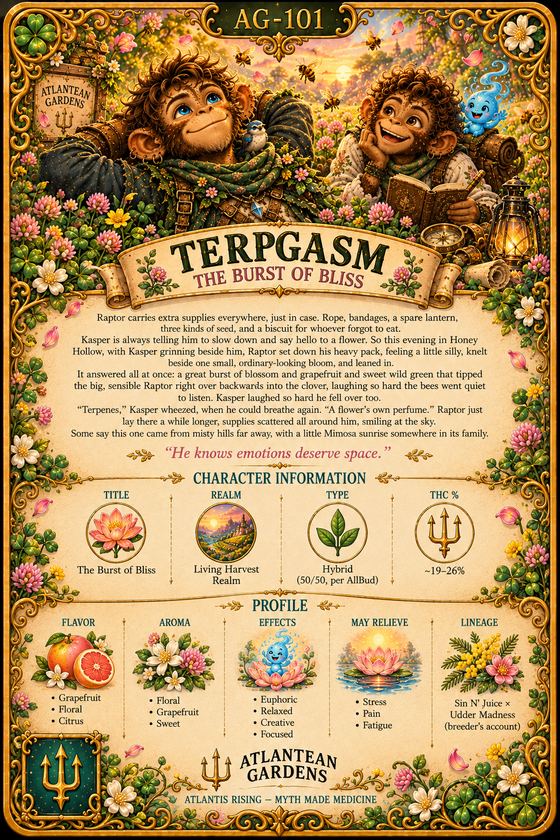 AG-101
ATLANTEAN
GARDENS
TERPGASM
THE BURST OF BLISS
Raptor carries extra supplies everywhere, just in case. Rope, bandages, a spare lantern,
three kinds of seed, and a biscuit for whoever forgot to eat.
Kasper is always telling him to slow down and say hello to a flower. So this evening in Honey
Hollow, with Kasper grinning beside him, Raptor set down his heavy pack, feeling a little silly, knelt
beside one small, ordinary-looking bloom, and leaned in.
It answered all at once: a great burst of blossom and grapefruit and sweet wild green that tipped
the big, sensible Raptor right over backwards into the clover, laughing so hard the bees went quiet
to listen. Kasper laughed so hard he fell over too.
“Terpenes,” Kasper wheezed, when he could breathe again. “A flower’s own perfume.” Raptor just
lay there a while longer, supplies scattered all around him, smiling at the sky.
Some say this one came from misty hills far away, with a little Mimosa sunrise somewhere in its family.
“He knows emotions deserve space.”
CHARACTER INFORMATION
TITLE
The Burst of Bliss
REALM
Living Harvest
Realm
TYPE
Hybrid
(50/50, per AllBud)
THC %
~19–26%
PROFILE
FLAVOR
• Grapefruit
• Floral
• Citrus
AROMA
• Floral
• Grapefruit
• Sweet
EFFECTS
• Euphoric
• Relaxed
• Creative
• Focused
MAY RELIEVE
• Stress
• Pain
• Fatigue
LINEAGE
Sin N’ Juice ×
Udder Madness
(breeder’s account)
ATLANTEAN
GARDENS
ATLANTIS RISING – MYTH MADE MEDICINE